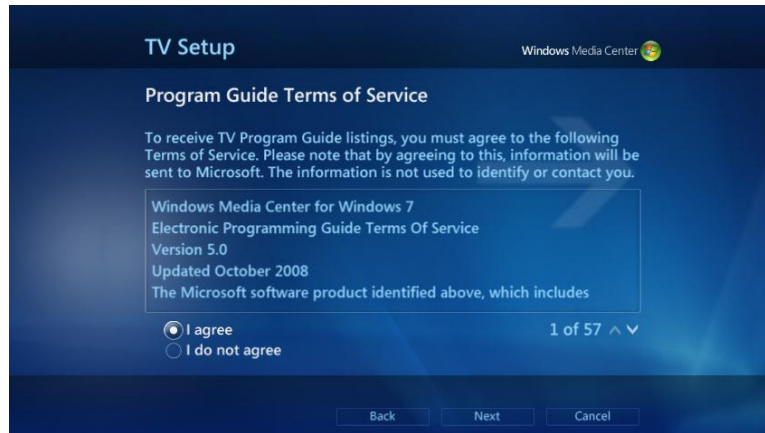 TV Setup
Windows Media Center
Program Guide Terms of Service
To receive TV Program Guide listings, you must agree to the following
Terms of Service. Please note that by agreeing to this, information will be
sent to Microsoft. The information is not used to identify or contact you.
Windows Media Center for Windows 7
Electronic Programming Guide Terms Of Service
Version 5.0
Updated October 2008
The Microsoft software product identified above, which includes
I agree
1 of 57
I do not agree
Back Next Cancel